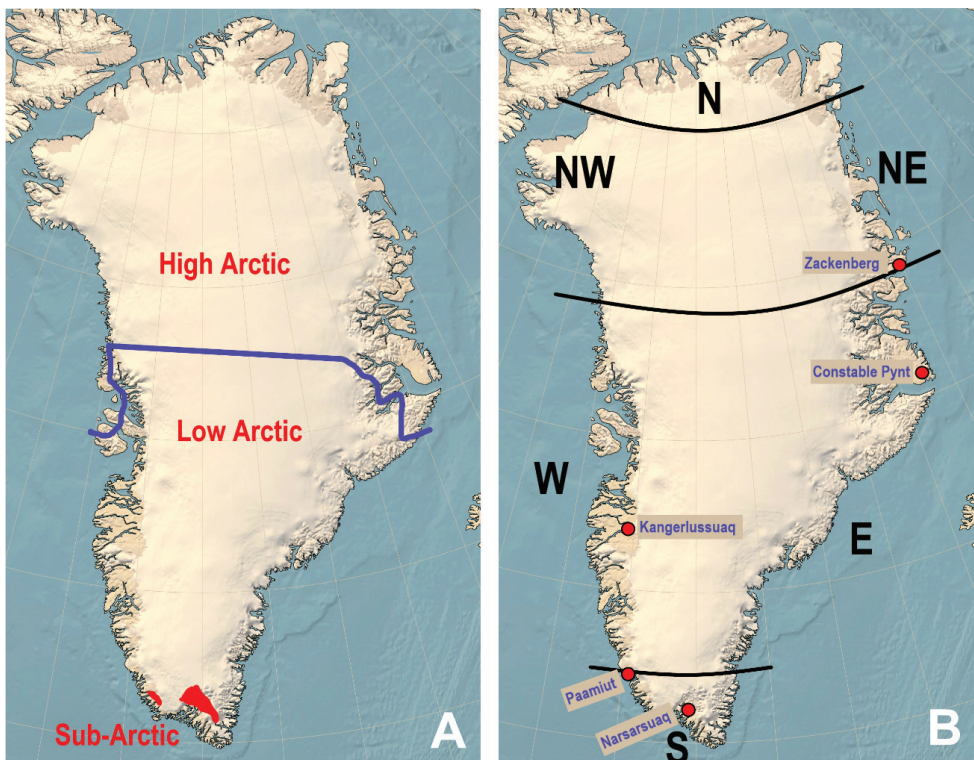 High Arctic
Low Arctic
Sub-Arctic
A
N
NW
NE
Zackenberg
Constable Pynt
W
Kangerlussuaq
E
Paamiut
Narsarsuaq
S
B